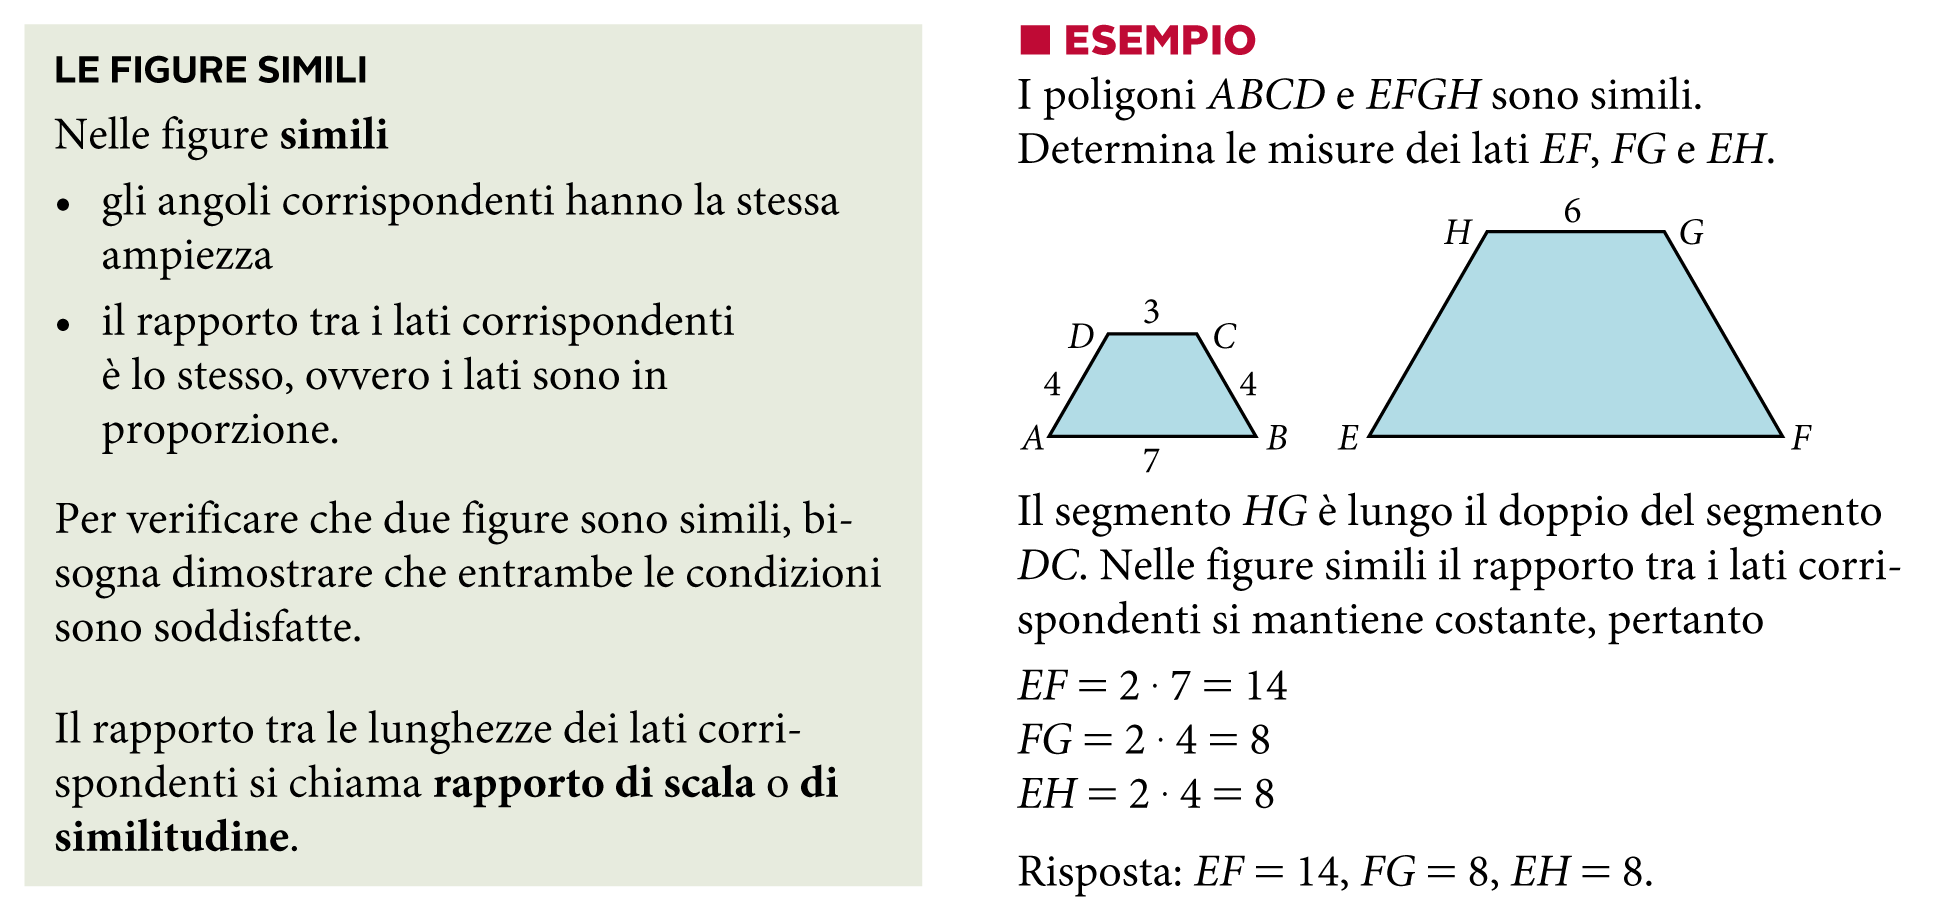 LE FIGURE SIMILI
Nelle figure simili
• gli angoli corrispondenti hanno la stessa
ampiezza
• il rapporto tra i lati corrispondenti
è lo stesso, ovvero i lati sono in
proporzione.
Per verificare che due figure sono simili, bi-
sogna dimostrare che entrambe le condizioni
sono soddisfatte.
Il rapporto tra le lunghezze dei lati corri-
spondenti si chiama rapporto di scala o di
similitudine.
■ ESEMPIO
I poligoni ABCD e EFGH sono simili.
Determina le misure dei lati EF, FG e EH.
6
H G
3
D C
4 4
A B E F
7
Il segmento HG è lungo il doppio del segmento
DC. Nelle figure simili il rapporto tra i lati corri-
spondenti si mantiene costante, pertanto
EF = 2 · 7 = 14
FG = 2 · 4 = 8
EH = 2 · 4 = 8
Risposta: EF = 14, FG = 8, EH = 8.